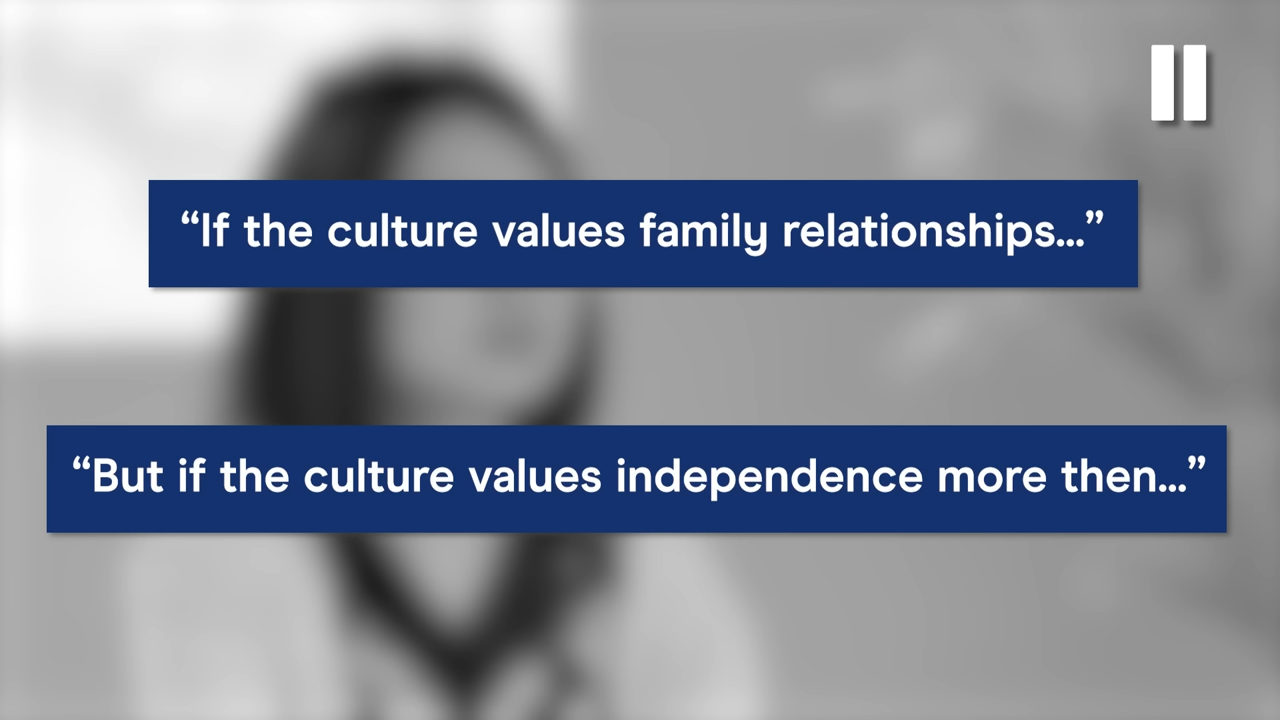 “If the culture values family relationships...”
“But if the culture values independence more then...”